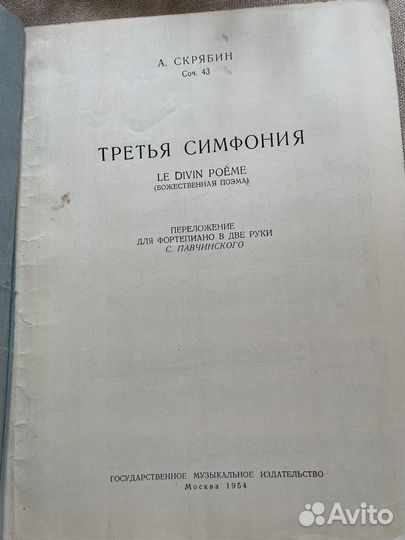 А. СКРЯБИН
Соч. 43
ТРЕТЬЯ СИМФОНИЯ
LE DIVIN POÈME
(БОЖЕСТВЕННАЯ ПОЭМА)
ПЕРЕЛОЖЕНИЕ
ДЛЯ ФОРТЕПИАНО В ДВЕ РУКИ
С. ПАВЧИНСКОГО
ГОСУДАРСТВЕННОЕ МУЗЫКАЛЬНОЕ ИЗДАТЕЛЬСТВО
Москва 1954
Avito